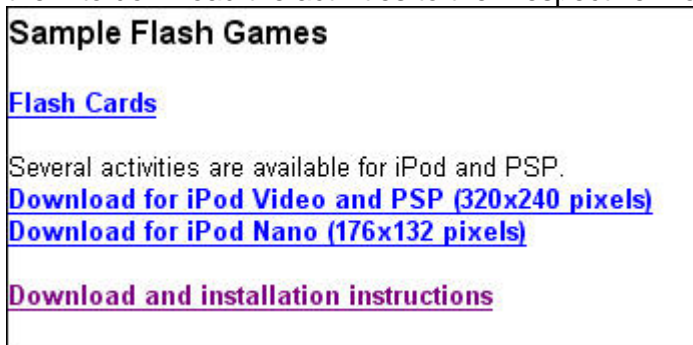 Sample Flash Games
Flash Cards
Several activities are available for iPod and PSP.
Download for iPod Video and PSP (320x240 pixels)
Download for iPod Nano (176x132 pixels)
Download and installation instructions